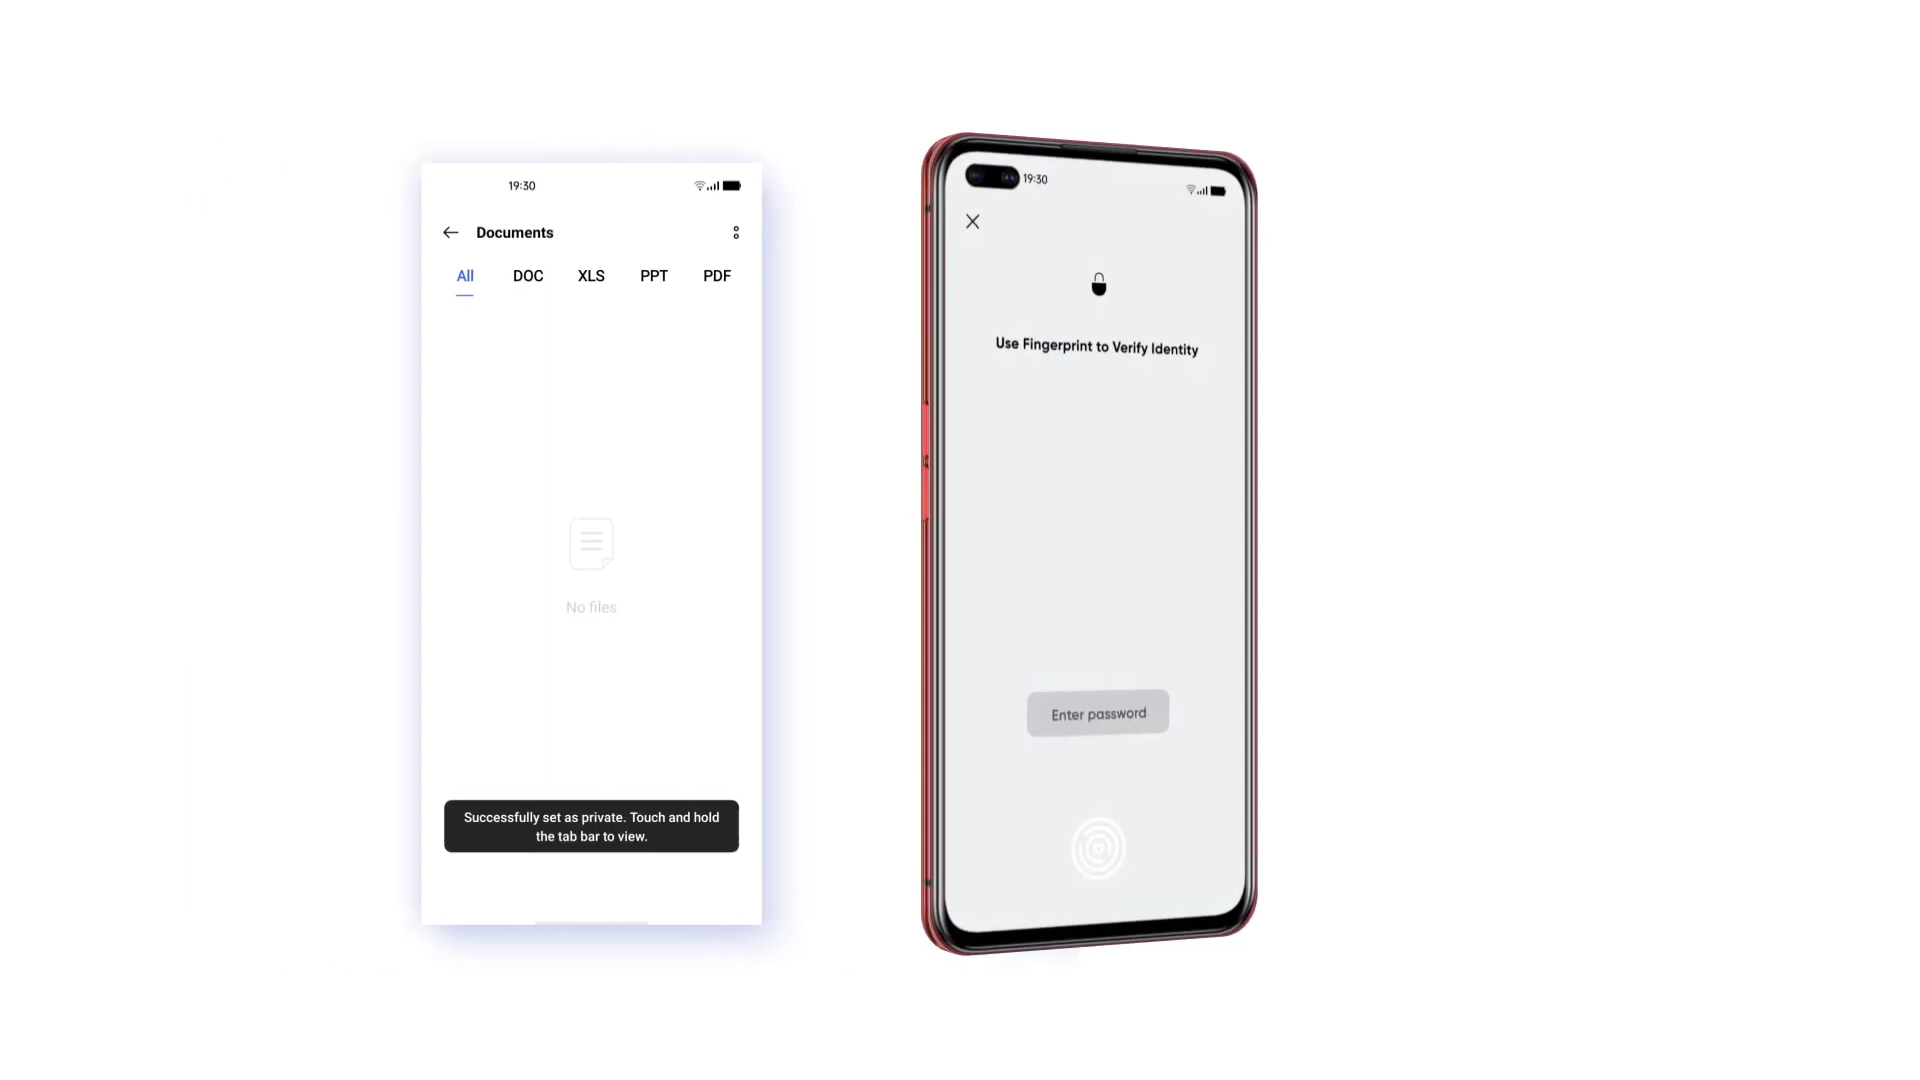 19:30
Documents
All DOC XLS PPT PDF
No files
Successfully set as private. Touch and hold
the tab bar to view.
19:30
Use Fingerprint to Verify Identity
Enter password